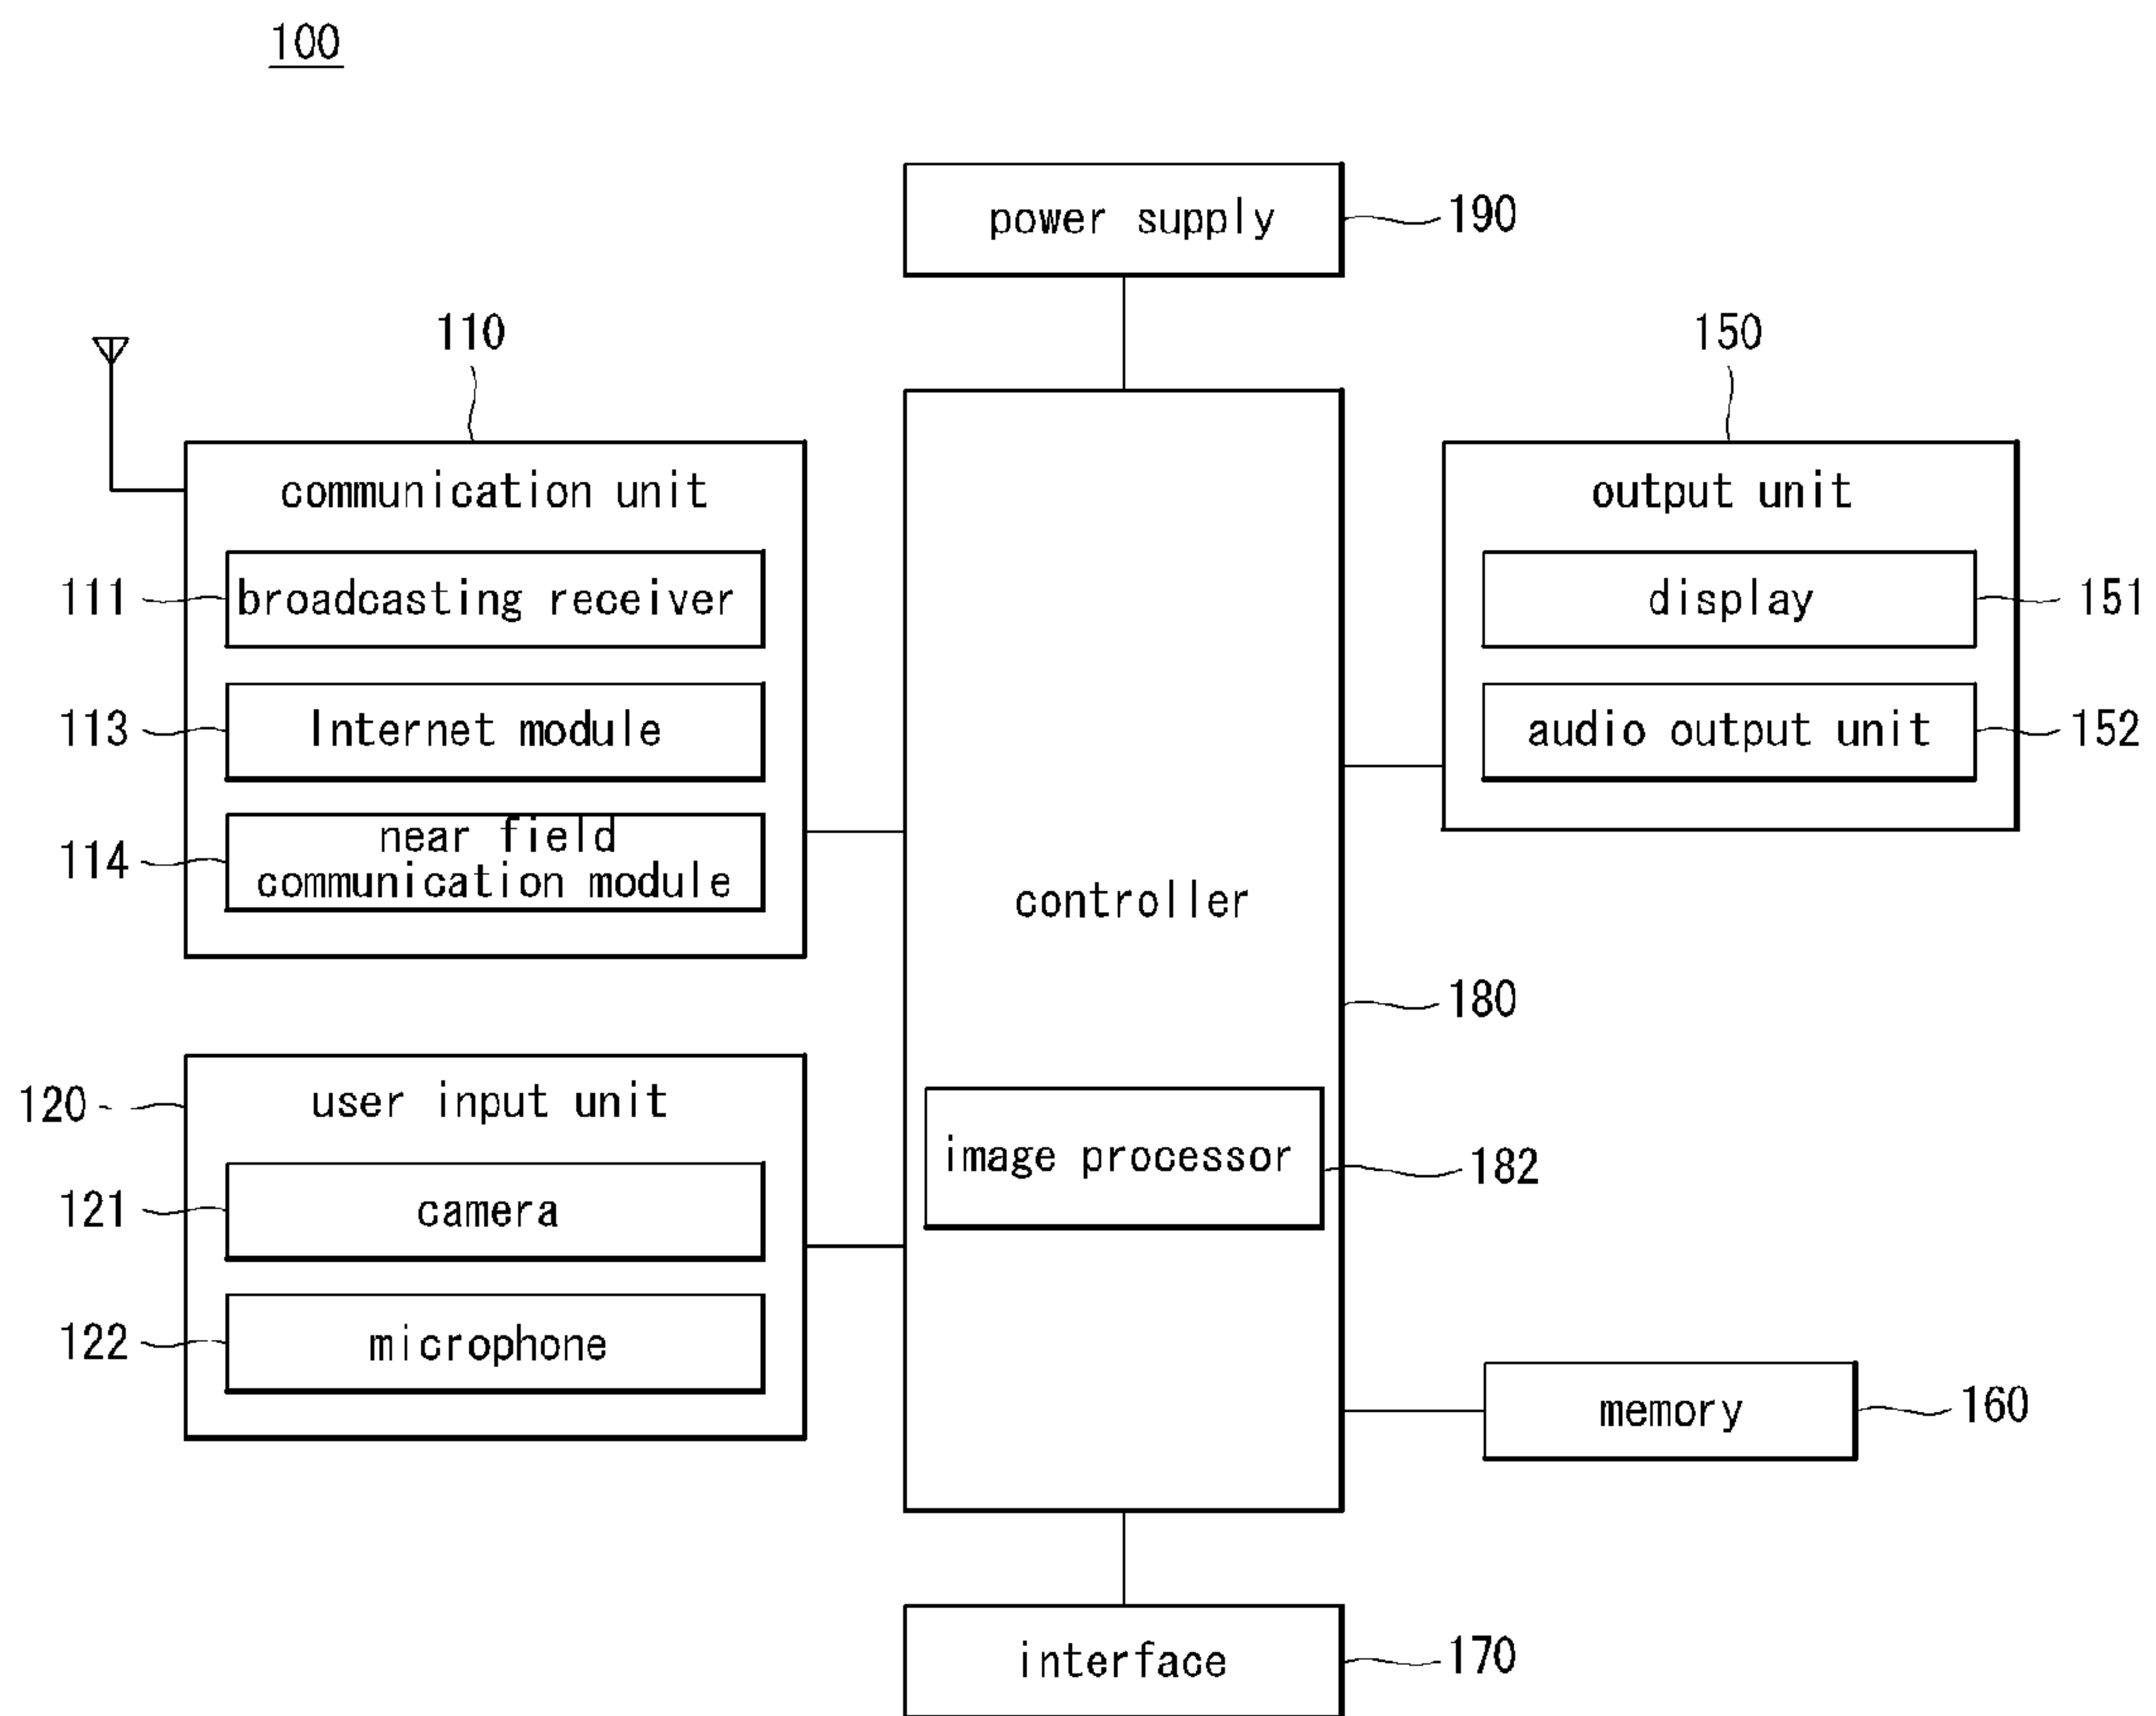 100
power supply
190
110
150
communication unit
output unit
111
broadcasting receiver
display
151
113
Internet module
audio output unit
152
114
near field
communication module
controller
180
120
user input unit
image processor
182
121
camera
122
microphone
memory
160
interface
170